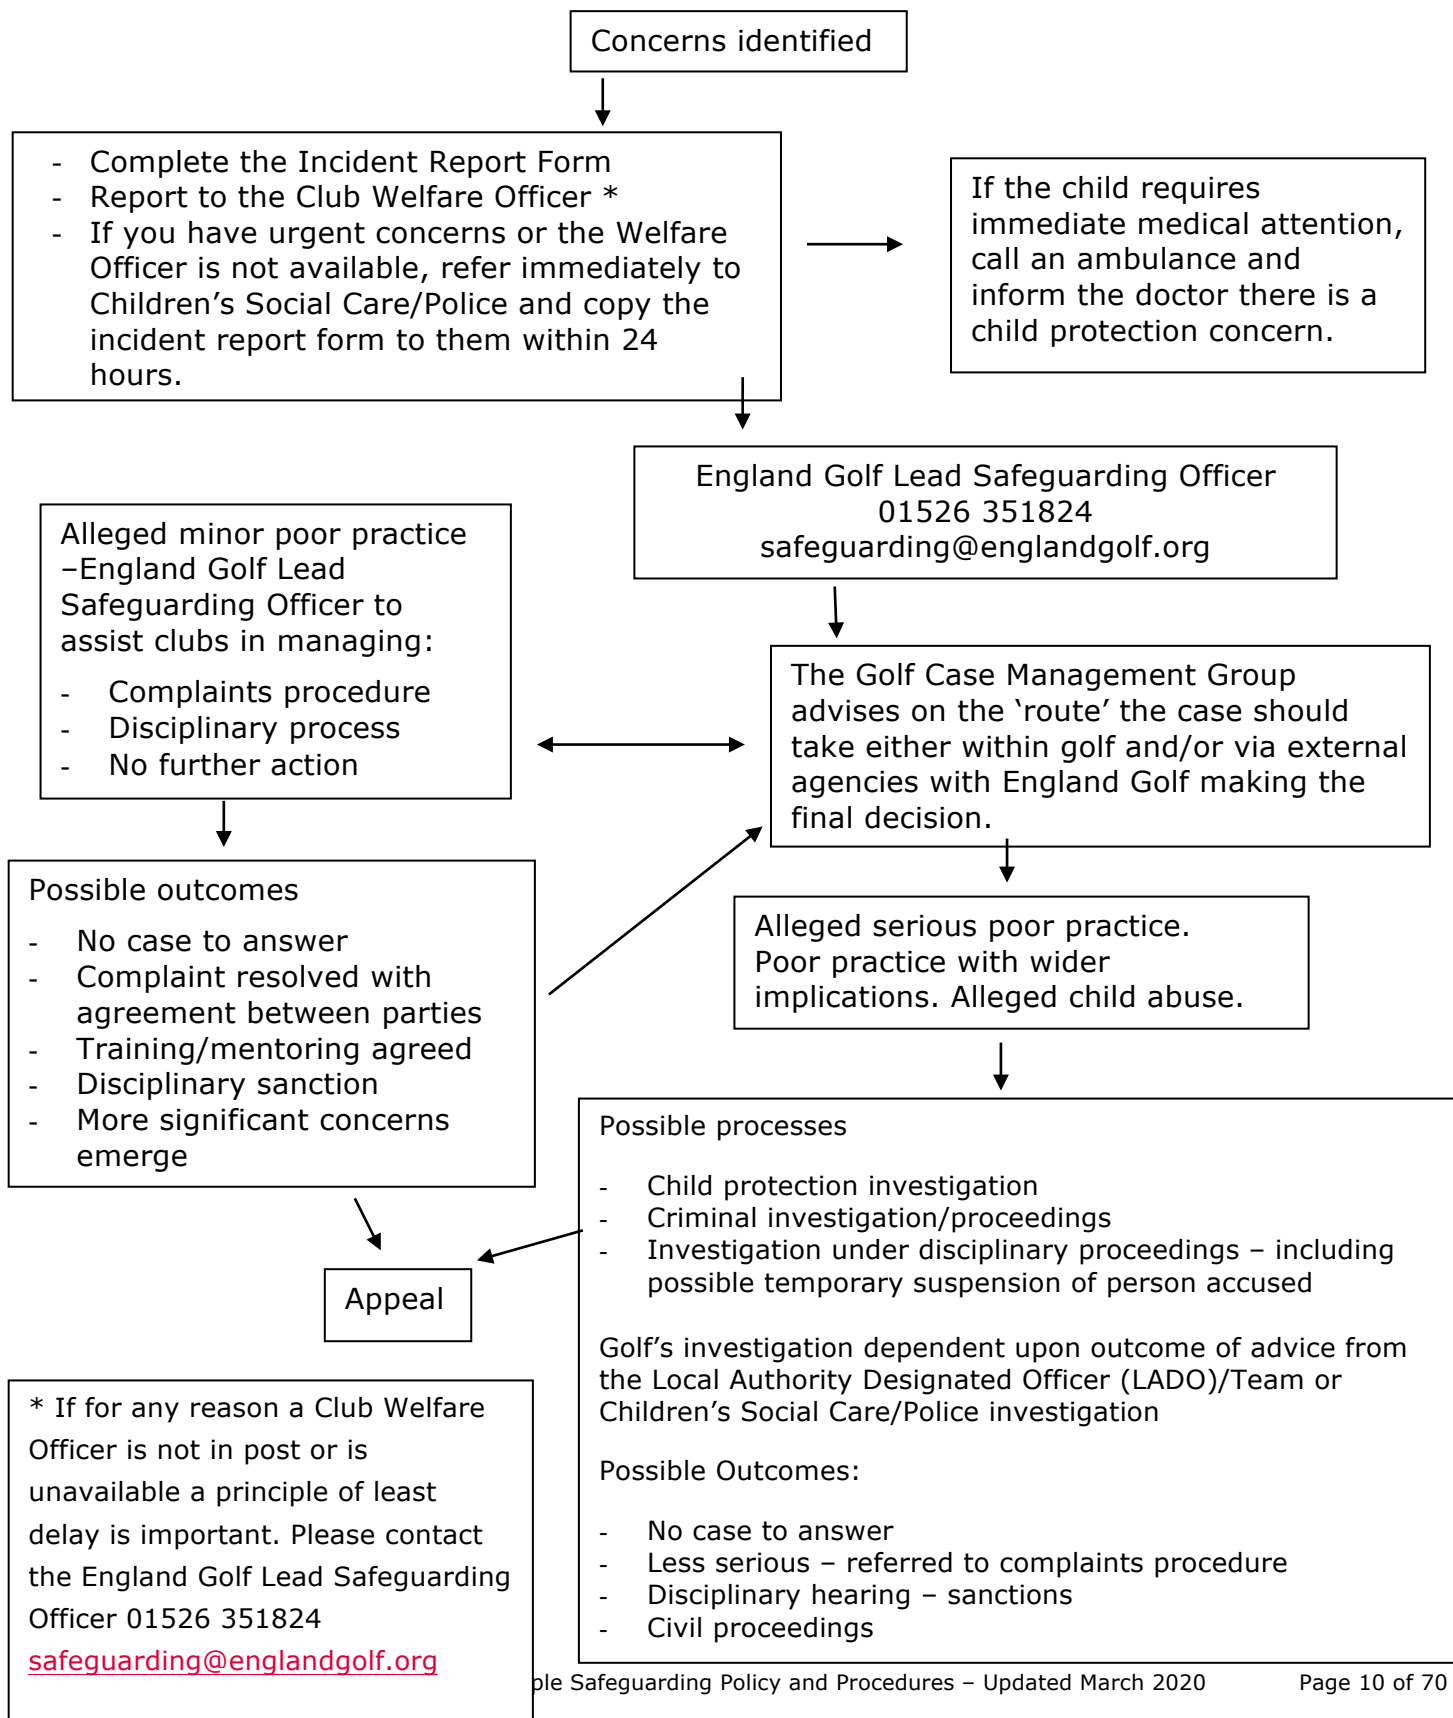 Concerns identified
- Complete the Incident Report Form
- Report to the Club Welfare Officer *
- If you have urgent concerns or the Welfare
Officer is not available, refer immediately to
Children’s Social Care/Police and copy the
incident report form to them within 24
hours.
If the child requires
immediate medical attention,
call an ambulance and
inform the doctor there is a
child protection concern.
England Golf Lead Safeguarding Officer
01526 351824
safeguarding@englandgolf.org
Alleged minor poor practice
–England Golf Lead
Safeguarding Officer to
assist clubs in managing:
- Complaints procedure
- Disciplinary process
- No further action
The Golf Case Management Group
advises on the ‘route’ the case should
take either within golf and/or via external
agencies with England Golf making the
final decision.
Possible outcomes
- No case to answer
- Complaint resolved with
agreement between parties
- Training/mentoring agreed
- Disciplinary sanction
- More significant concerns
emerge
Alleged serious poor practice.
Poor practice with wider
implications. Alleged child abuse.
Possible processes
- Child protection investigation
- Criminal investigation/proceedings
- Investigation under disciplinary proceedings – including
possible temporary suspension of person accused
Golf’s investigation dependent upon outcome of advice from
the Local Authority Designated Officer (LADO)/Team or
Children’s Social Care/Police investigation
Possible Outcomes:
- No case to answer
- Less serious – referred to complaints procedure
- Disciplinary hearing – sanctions
- Civil proceedings
Appeal
* If for any reason a Club Welfare
Officer is not in post or is
unavailable a principle of least
delay is important. Please contact
the England Golf Lead Safeguarding
Officer 01526 351824
safeguarding@englandgolf.org
ple Safeguarding Policy and Procedures – Updated March 2020 Page 10 of 70